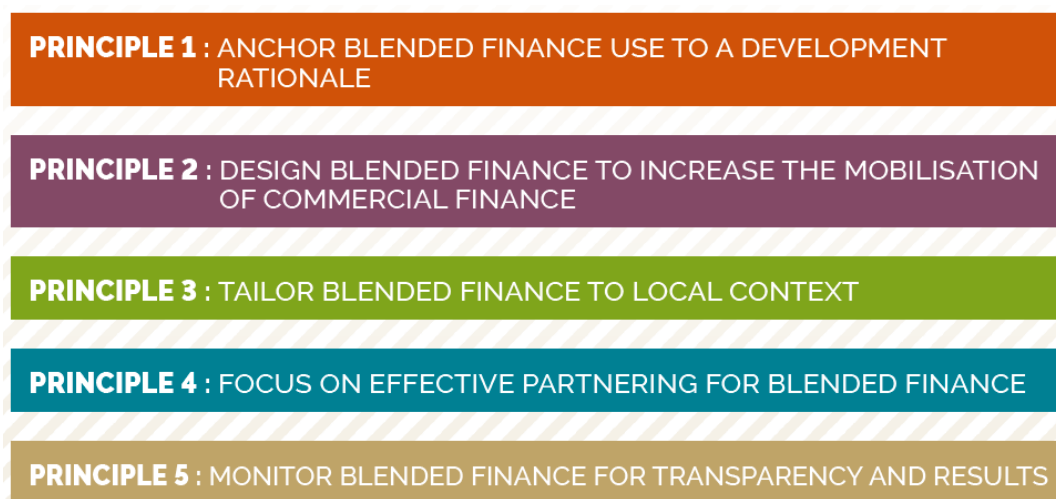 PRINCIPLE 1 : ANCHOR BLENDED FINANCE USE TO A DEVELOPMENT
RATIONALE
PRINCIPLE 2 : DESIGN BLENDED FINANCE TO INCREASE THE MOBILISATION
OF COMMERCIAL FINANCE
PRINCIPLE 3 : TAILOR BLENDED FINANCE TO LOCAL CONTEXT
PRINCIPLE 4 : FOCUS ON EFFECTIVE PARTNERING FOR BLENDED FINANCE
PRINCIPLE 5 : MONITOR BLENDED FINANCE FOR TRANSPARENCY AND RESULTS